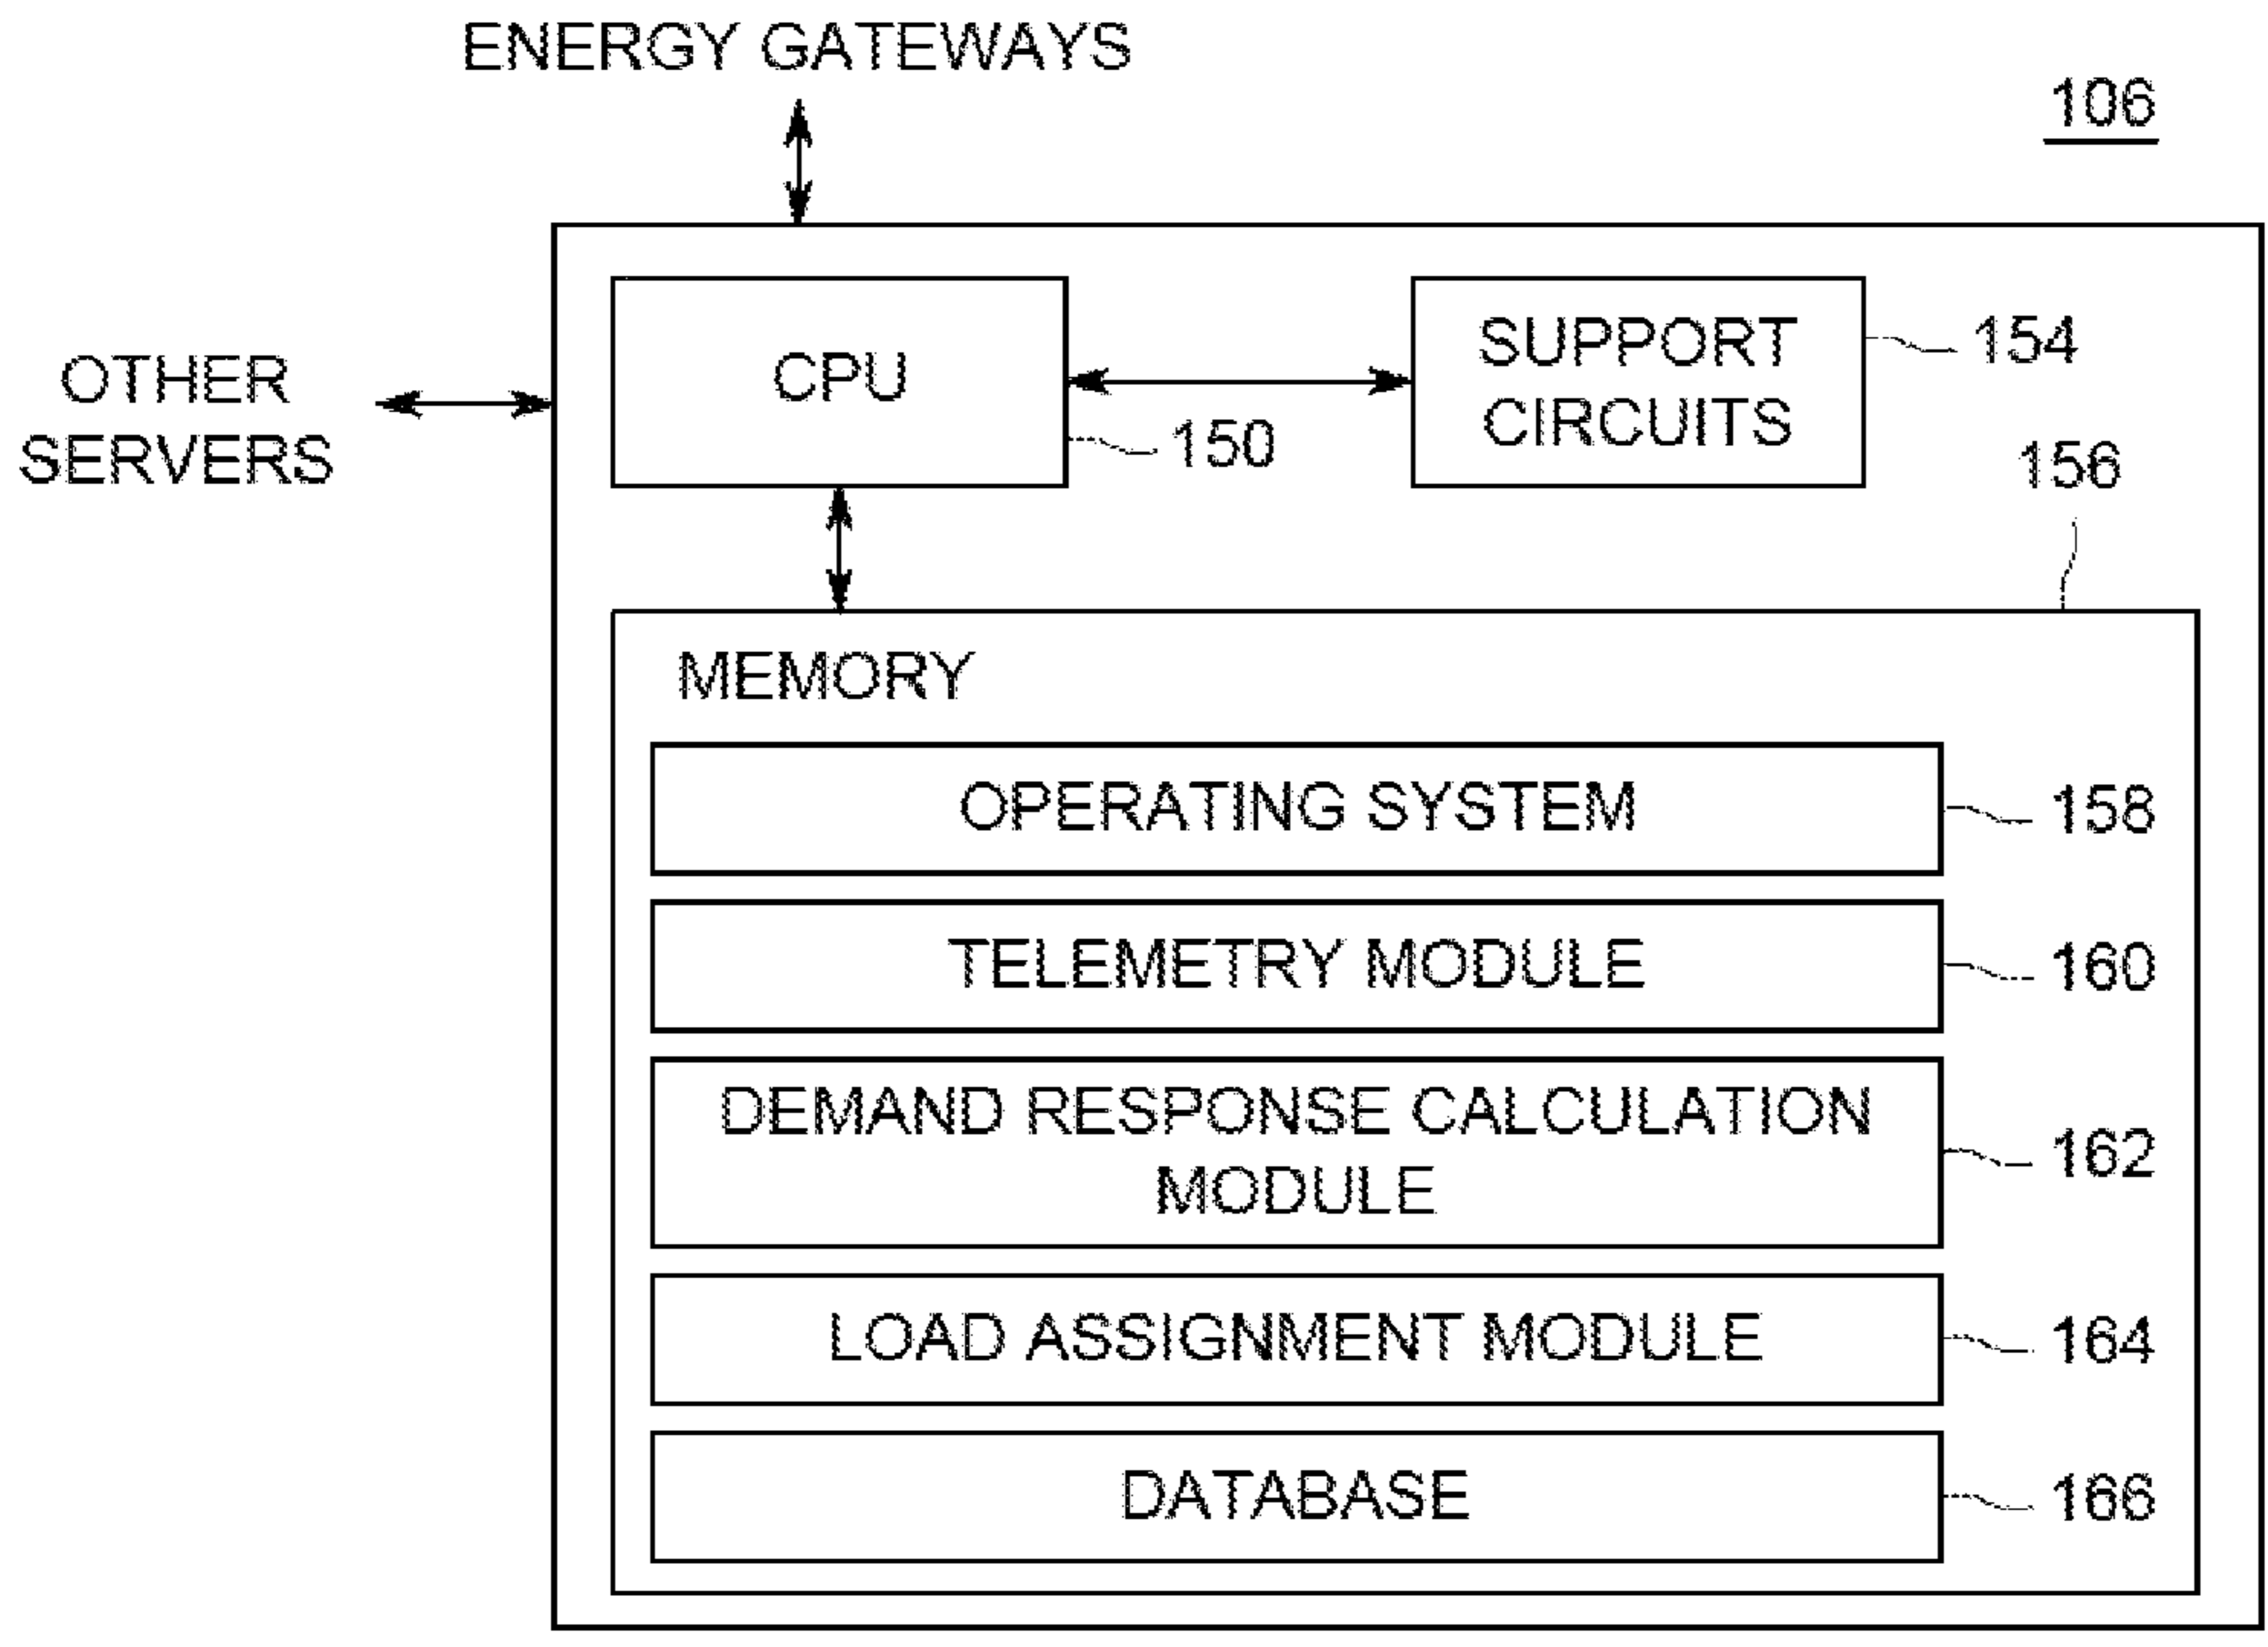 ENERGY GATEWAYS
106
OTHER
SERVERS
CPU
150
SUPPORT
CIRCUITS
154
156
MEMORY
OPERATING SYSTEM
158
TELEMETRY MODULE
160
DEMAND RESPONSE CALCULATION
MODULE
162
LOAD ASSIGNMENT MODULE
164
DATABASE
166